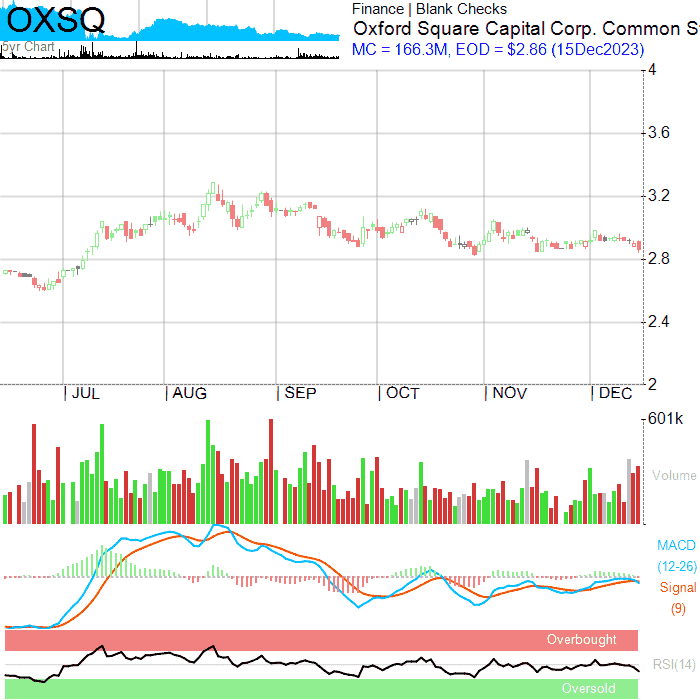 OXSQ
5yr Chart
Finance | Blank Checks
Oxford Square Capital Corp. Common S
MC = 166.3M, EOD = $2.86 (15Dec2023)
4
3.6
3.2
2.8
2.4
2
| JUL | AUG | SEP | OCT | NOV | DEC
601k
Volume
MACD
(12-26)
Signal
(9)
Overbought
RSI(14)
Oversold